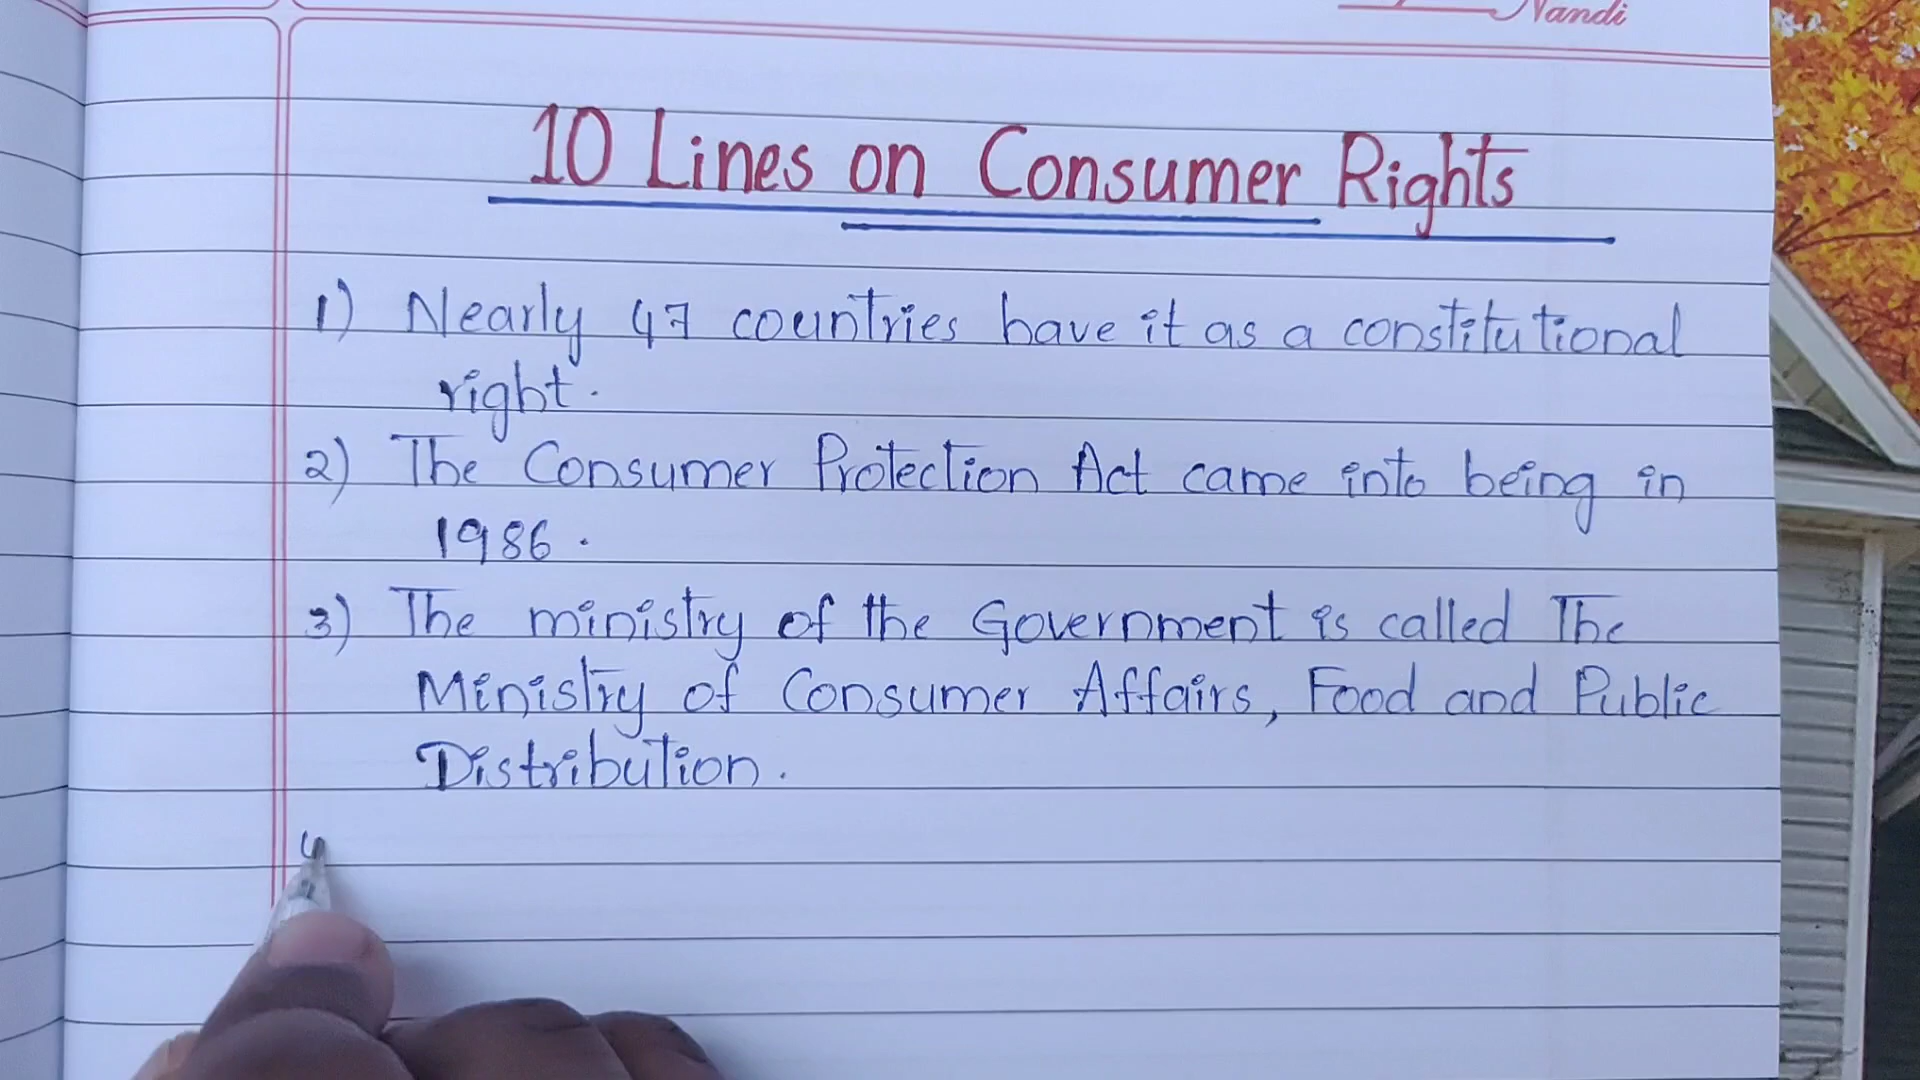 Nandi
10 Lines on Consumer Rights
1) Nearly 47 countries have it as a constitutional
right.
2) The Consumer Protection Act came into being in
1986.
3) The ministry of the Government is called The
Ministry of Consumer Affairs, Food and Public
Distribution.